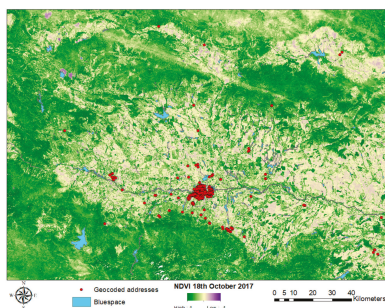 N
W E
S
Geocoded addresses
Bluespace
NDVI 18th October 2017
0 5 10 20 30 40
Kilometers